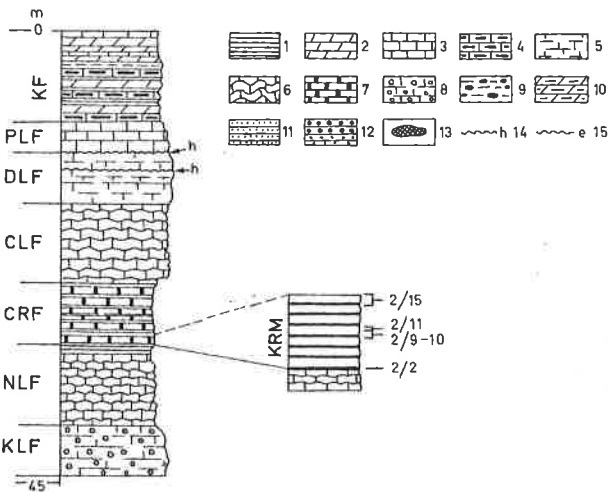 m
0
KF
PLF
DLF
CLF
CRF
NLF
KLF
45
h
h
1 2 3 4 5
6 7 8 9 10
11 12 13 h 14 e 15
KRM
2/15
2/11
2/9-10
2/2